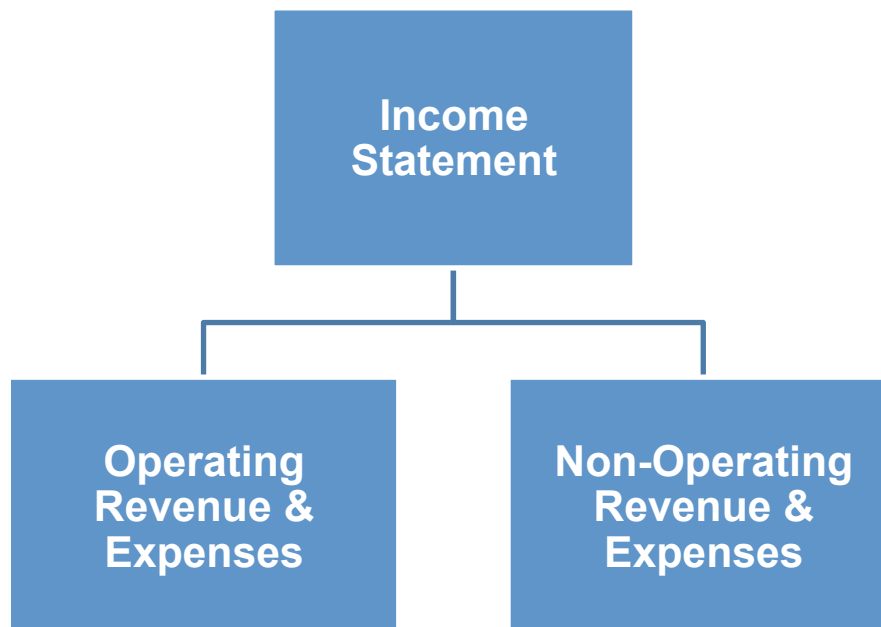 Income
Statement
Operating
Revenue &
Expenses
Non-Operating
Revenue &
Expenses